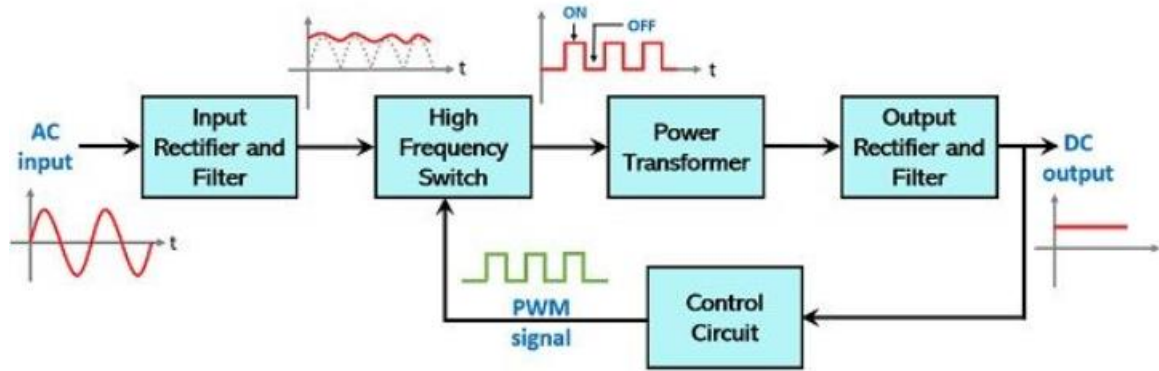 ON
OFF
t
t
AC
input
Input
Rectifier and
Filter
High
Frequency
Switch
Power
Transformer
Output
Rectifier and
Filter
DC
output
t
PWM
signal
Control
Circuit